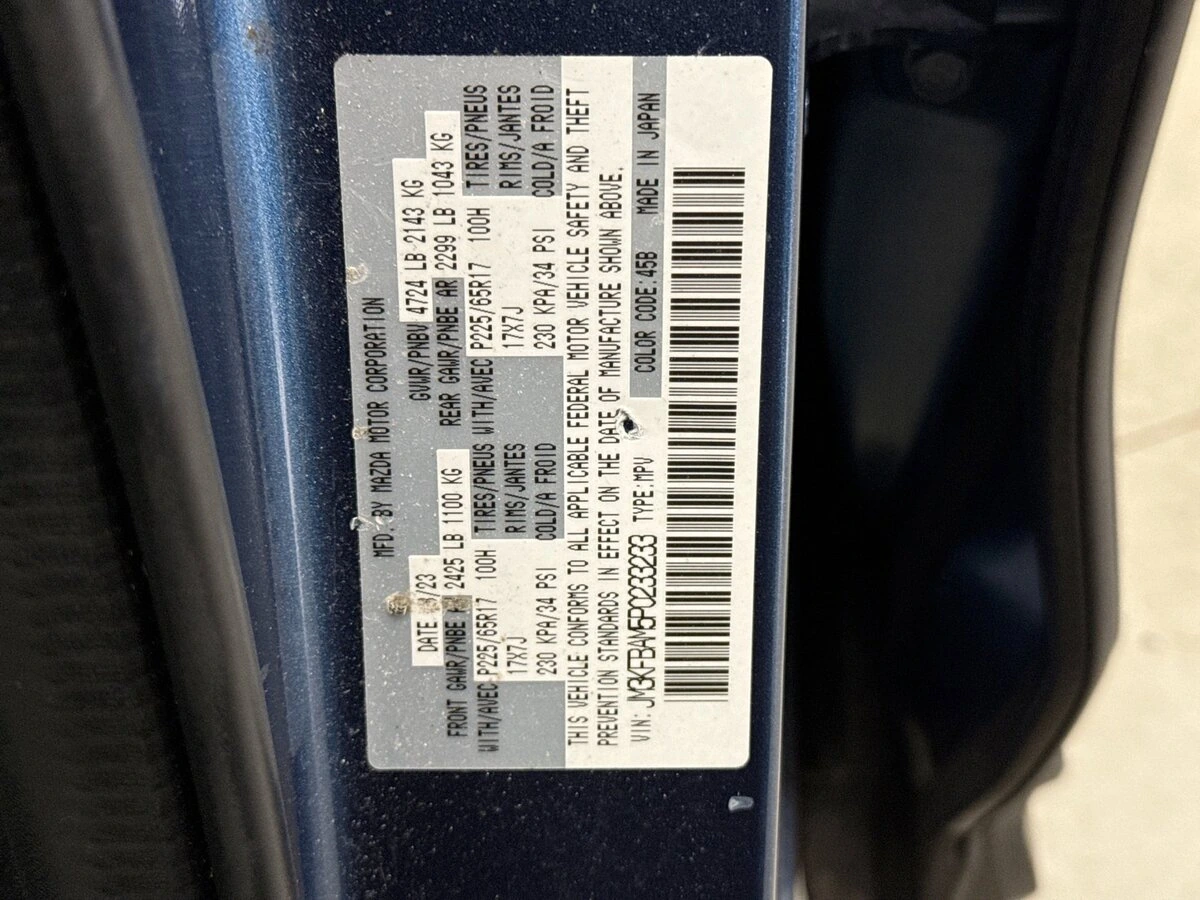 MFD. BY MAZDA MOTOR CORPORATION
DATE /23 GVWR/PNBV 4724 LB 2143 KG
FRONT GAWR/PNBE 2425 LB 1100 KG REAR GAWR/PNBE AR 2299 LB 1043 KG
WITH/AVEC P225/65R17 100H TIRES/PNEUS WITH/AVEC P225/65R17 100H TIRES/PNEUS
17X7J RIMS/JANTES 17X7J RIMS/JANTES
230 KPA/34 PSI COLD/A FROID 230 KPA/34 PSI COLD/A FROID
THIS VEHICLE CONFORMS TO ALL APPLICABLE FEDERAL MOTOR VEHICLE SAFETY AND THEFT
PREVENTION STANDARDS IN EFFECT ON THE DATE OF MANUFACTURE SHOWN ABOVE.
VIN: JM3KFBAM5P0233233 TYPE:MPV COLOR CODE:45B MADE IN JAPAN